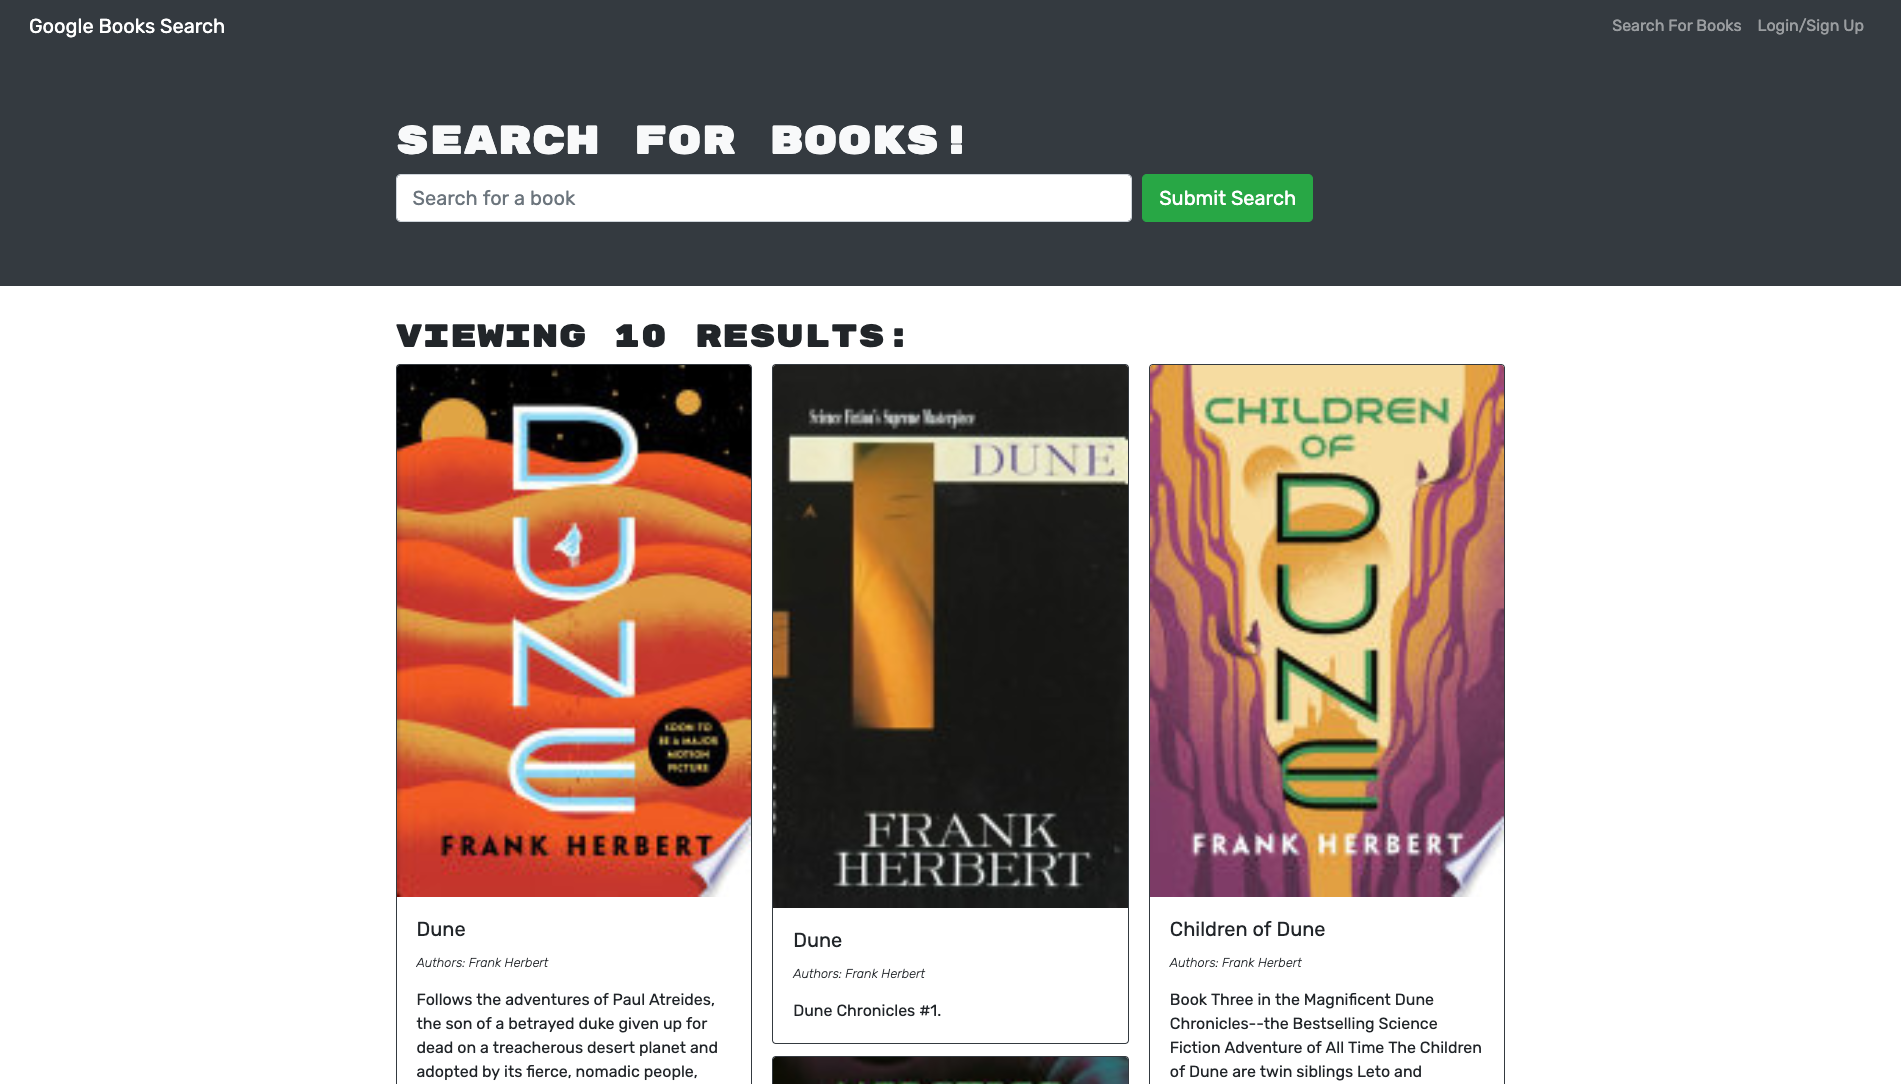 Google Books Search
Search For Books
Login/Sign Up
SEARCH FOR BOOKS!
Search for a book
Submit Search
VIEWING 10 RESULTS:
DUNE
SOON TO
BE A MAJOR
MOTION
PICTURE
FRANK HERBERT
Dune
Authors: Frank Herbert
Follows the adventures of Paul Atreides,
the son of a betrayed duke given up for
dead on a treacherous desert planet and
adopted by its fierce, nomadic people,
Science Fiction's Supreme Masterpiece
DUNE
FRANK
HERBERT
Dune
Authors: Frank Herbert
Dune Chronicles #1.
CHILDREN
OF
DUNE
FRANK HERBERT
Children of Dune
Authors: Frank Herbert
Book Three in the Magnificent Dune
Chronicles--the Bestselling Science
Fiction Adventure of All Time The Children
of Dune are twin siblings Leto and